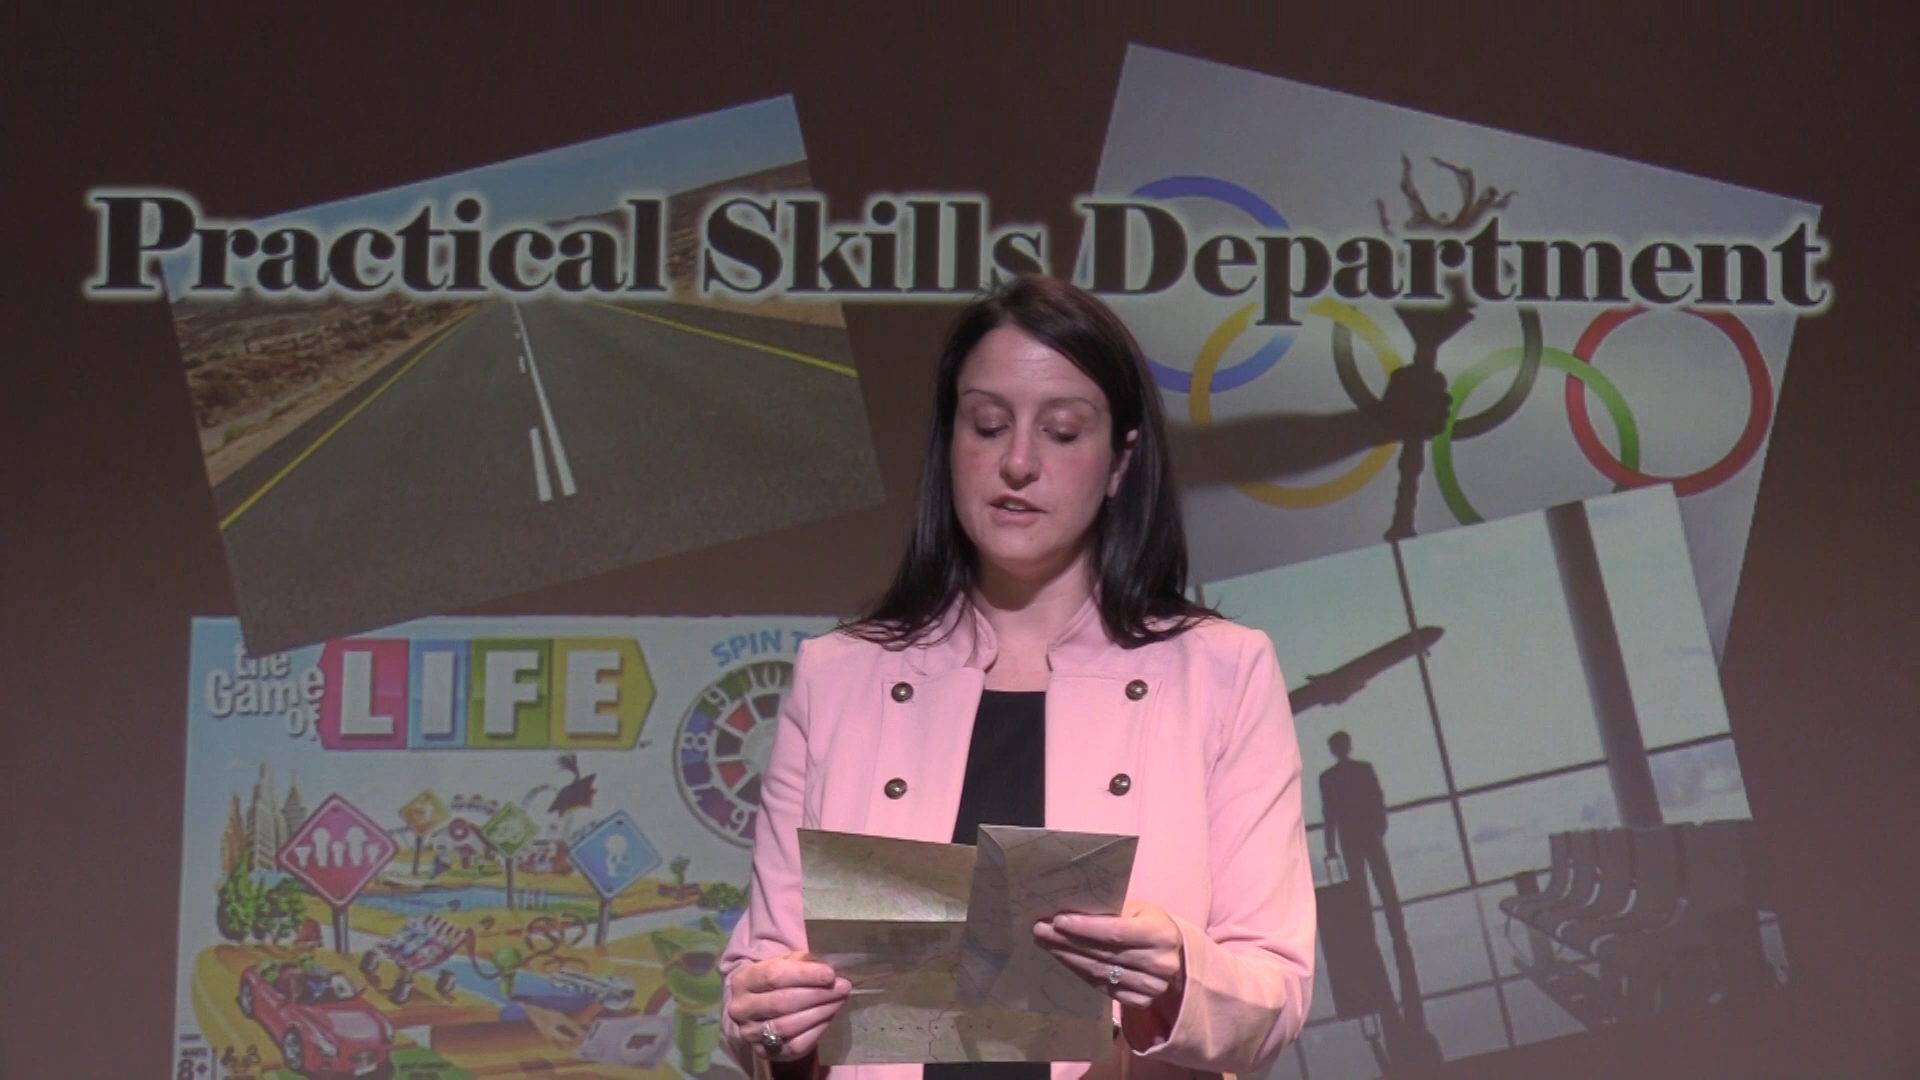 Practical Skills Department
the
Game
of
LIFE
SPIN
8+